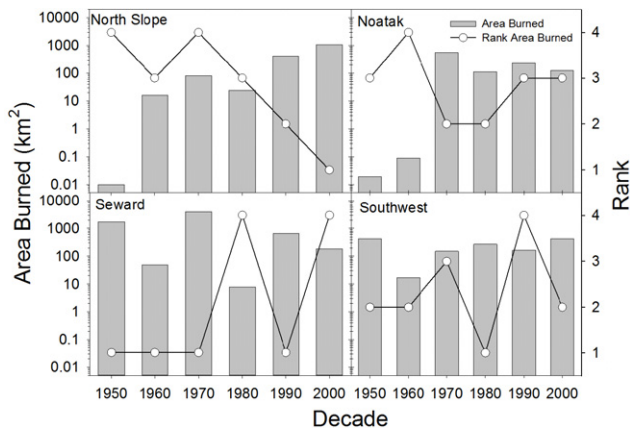 North Slope
Noatak
Area Burned
Rank Area Burned
10000
1000
100
10
1
0.1
0.01
4
3
2
1
Seward
Southwest
10000
1000
100
10
1
0.1
0.01
4
3
2
1
Area Burned (km²)
Rank
1950 1960 1970 1980 1990 2000
1950 1960 1970 1980 1990 2000
Decade